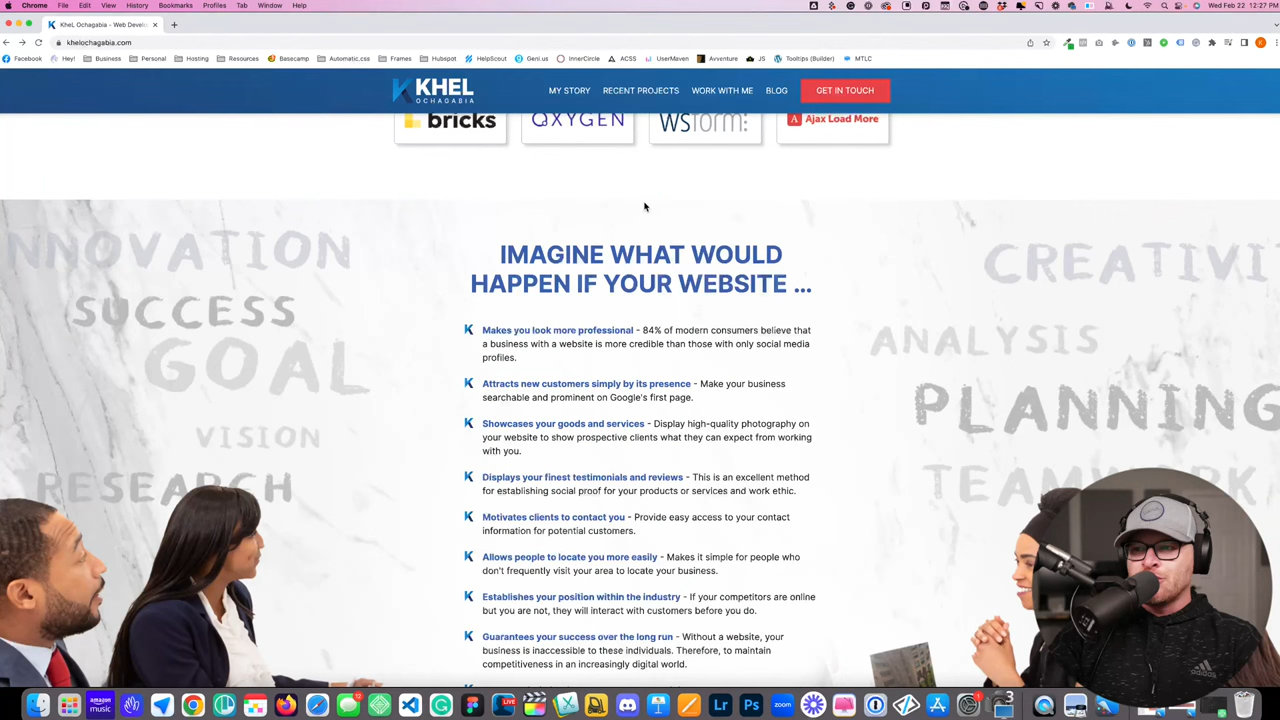 Chrome File Edit View History Bookmarks Profiles Tab Window Help
Wed Feb 22 12:27 PM
KheL Ochagabia - Web Develo
khelochagabia.com
Facebook Hey! Business Personal Hosting Resources Basecamp Automatic.css Frames Hubspot HelpScout Geni.us InnerCircle ACSS UserMaven Avventure JS Tooltips (Builder) MTLC
KHEL
OCHAGABIA
MY STORY RECENT PROJECTS WORK WITH ME BLOG GET IN TOUCH
bricks OXYGEN WSform: Ajax Load More
NNOVATION
SUCCESS
GOAL
VISION
RESEARCH
IMAGINE WHAT WOULD
HAPPEN IF YOUR WEBSITE ...
Makes you look more professional - 84% of modern consumers believe that
a business with a website is more credible than those with only social media
profiles.
Attracts new customers simply by its presence - Make your business
searchable and prominent on Google's first page.
Showcases your goods and services - Display high-quality photography on
your website to show prospective clients what they can expect from working
with you.
Displays your finest testimonials and reviews - This is an excellent method
for establishing social proof for your products or services and work ethic.
Motivates clients to contact you - Provide easy access to your contact
information for potential customers.
Allows people to locate you more easily - Makes it simple for people who
don't frequently visit your area to locate your business.
Establishes your position within the industry - If your competitors are online
but you are not, they will interact with customers before you do.
Guarantees your success over the long run - Without a website, your
business is inaccessible to these individuals. Therefore, to maintain
competitiveness in an increasingly digital world.
CREATIVI
ANALYSIS
PLANNING
TEAMWORK
adidas
amazon
music
LIVE
Lr
Ps
zoom